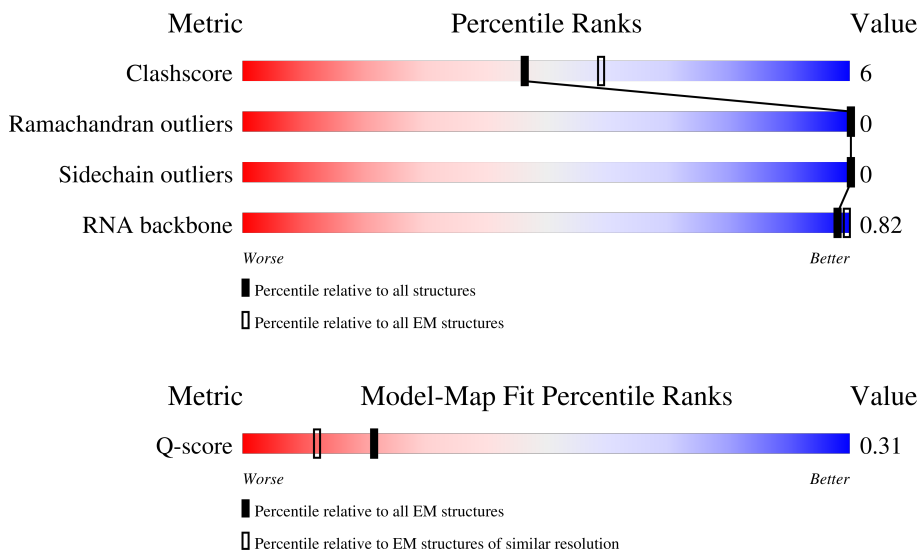 Metric Percentile Ranks Value
Clashscore 6
Ramachandran outliers 0
Sidechain outliers 0
RNA backbone 0.82
Worse Better
Percentile relative to all structures
Percentile relative to all EM structures
Metric Model-Map Fit Percentile Ranks Value
Q-score 0.31
Worse Better
Percentile relative to all EM structures
Percentile relative to EM structures of similar resolution